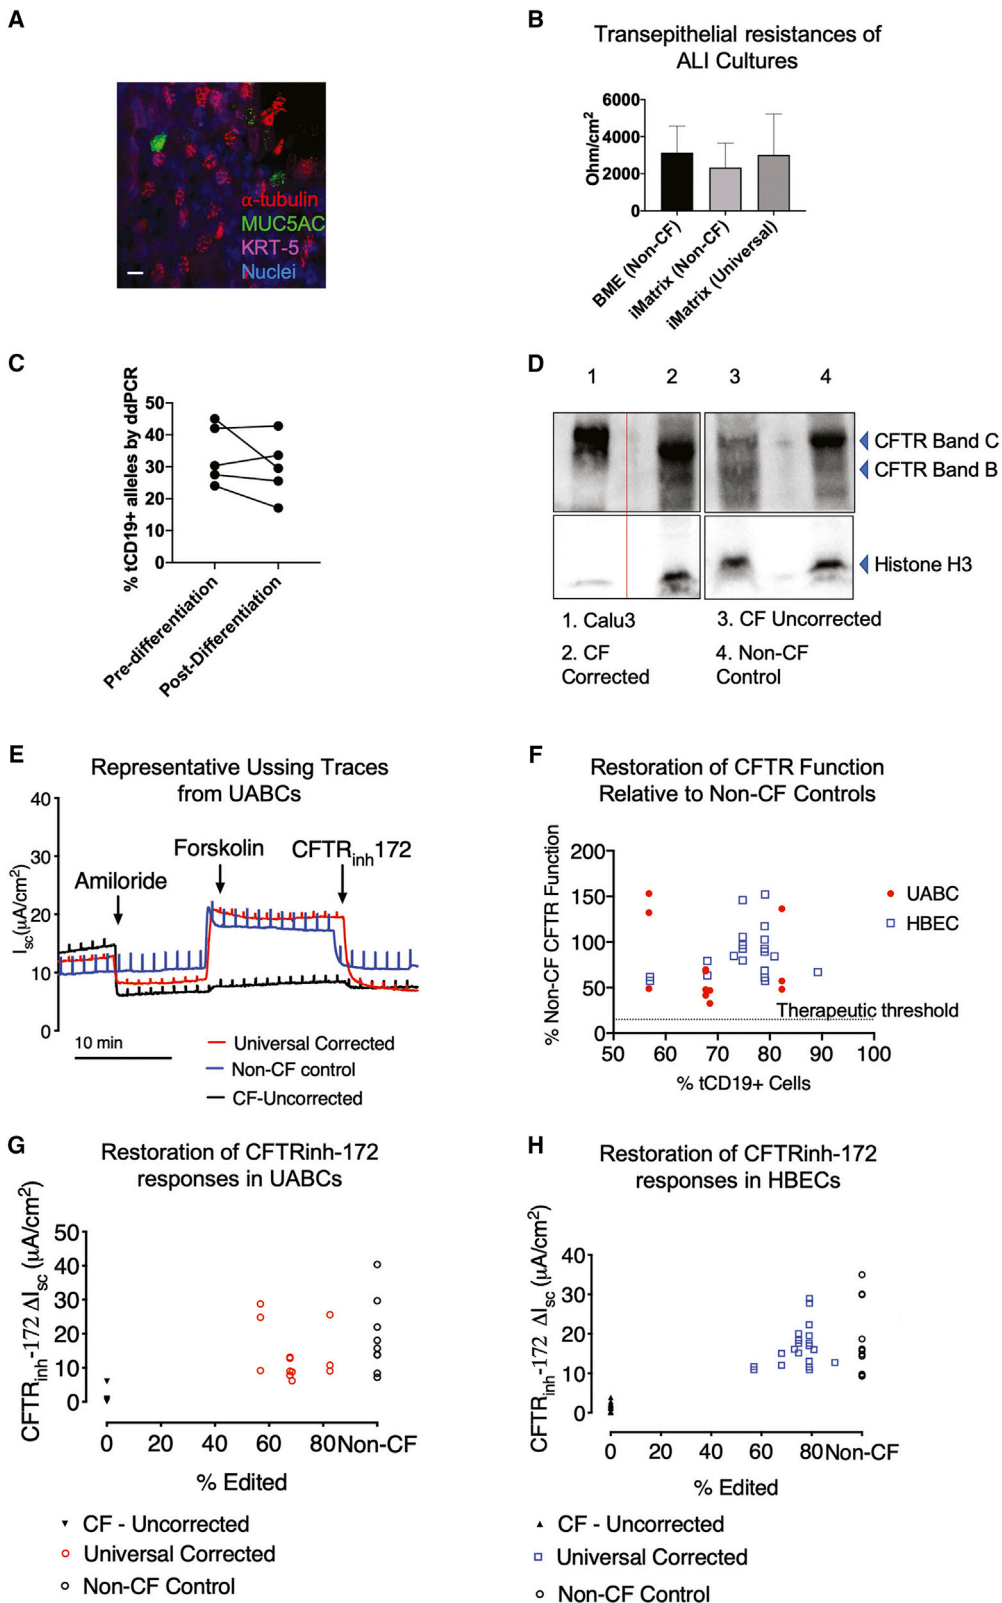 A
α-tubulin
MUC5AC
KRT-5
Nuclei
B
Transepithelial resistances of
ALI Cultures
Ohm/cm²
6000
4000
2000
0
BME (Non-CF)
iMatrix (Non-CF)
iMatrix (Universal)
C
% tCD19+ alleles by ddPCR
50
40
30
20
10
0
Pre-differentiation
Post-Differentiation
D
1 2 3 4
CFTR Band C
CFTR Band B
Histone H3
1. Calu3
2. CF
Corrected
3. CF Uncorrected
4. Non-CF
Control
E
Representative Ussing Traces
from UABCs
Isc(μA/cm²)
40
30
20
10
0
Amiloride
Forskolin
CFTRinh172
10 min
Universal Corrected
Non-CF control
CF-Uncorrected
F
Restoration of CFTR Function
Relative to Non-CF Controls
% Non-CF CFTR Function
200
150
100
50
0
UABC
HBEC
Therapeutic threshold
50 60 70 80 90 100
% tCD19+ Cells
G
Restoration of CFTRinh-172
responses in UABCs
CFTRinh-172 ΔIsc (μA/cm²)
50
40
30
20
10
0
0 20 40 60 80 Non-CF
% Edited
CF - Uncorrected
Universal Corrected
Non-CF Control
H
Restoration of CFTRinh-172
responses in HBECs
CFTRinh-172 ΔIsc (μA/cm²)
40
30
20
10
0
0 20 40 60 80 Non-CF
% Edited
CF - Uncorrected
Universal Corrected
Non-CF Control